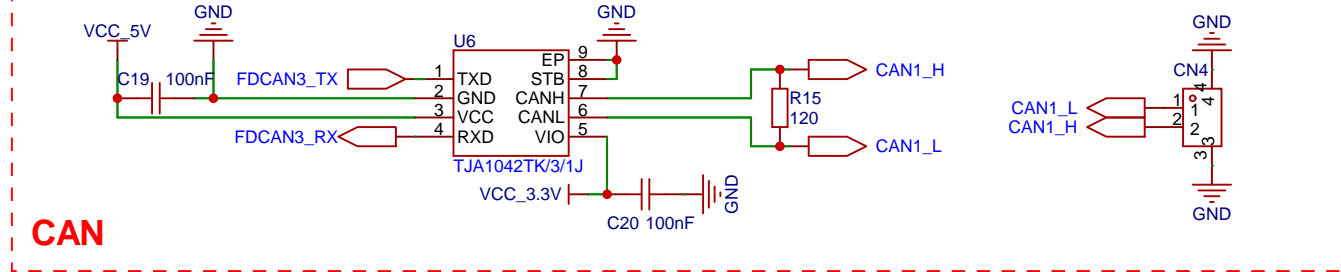 GND
GND
GND
VCC_5V
U6
C19 100nF
FDCAN3_TX
1 TXD
2 GND
3 VCC
4 RXD
FDCAN3_RX
EP 9
STB 8
CANH 7
CANL 6
VIO 5
TJA1042TK/3/1J
CAN1_H
R15
120
CAN1_L
VCC_3.3V
C20 100nF
GND
CN4
4
4
CAN1_L
1
1
CAN1_H
2
2
3
3
GND
CAN